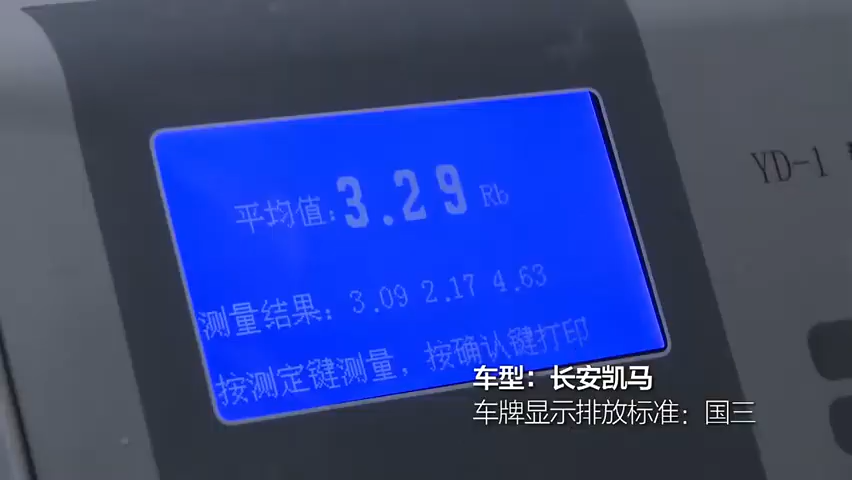 平均值:3.29 Rb
YD-1
测量结果: 3.09 2.17 4.63
按测定键测量，按确认键打印
车型：长安凯马
车牌显示排放标准：国三